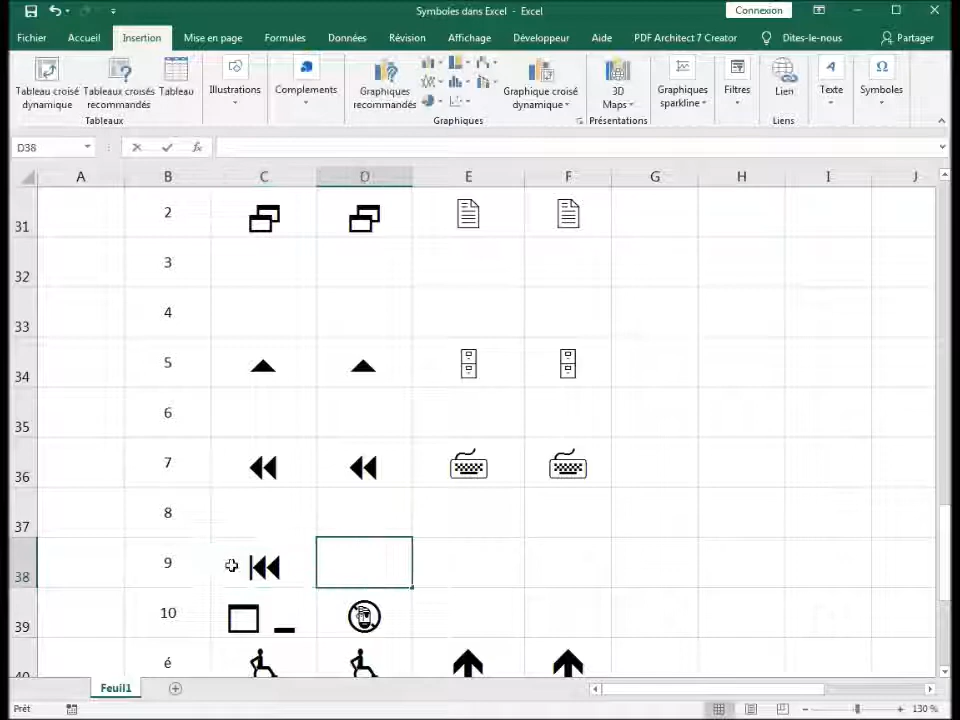 Symboles dans Excel - Excel
Connexion
Fichier Accueil Insertion Mise en page Formules Données Révision Affichage Développeur Aide PDF Architect 7 Creator Dites-le-nous Partager
Tableau croisé dynamique
Tableaux croisés recommandés
Tableau
Illustrations
Compléments
Graphiques recommandés
Graphique croisé dynamique
3D Maps
Graphiques sparkline
Filtres
Lien
Texte
Symboles
Tableaux Graphiques Présentations Liens
D38 fx
A B C D E F G H I J
31 2
32 3
33 4
34 5
35 6
36 7
37 8
38 9
39 10
40 é
Feuil1
Prêt 130 %